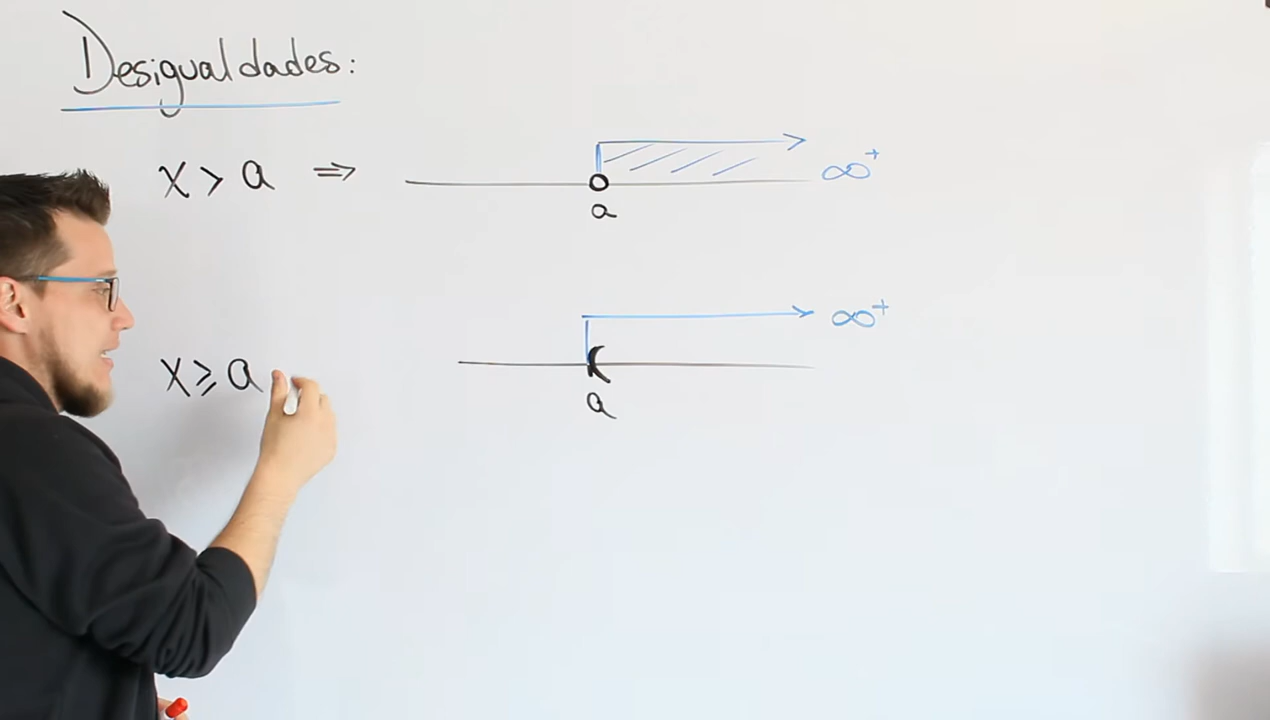 Desigualdades:
x > a ⇒
∞⁺
a
∞⁺
x ≥ a
a